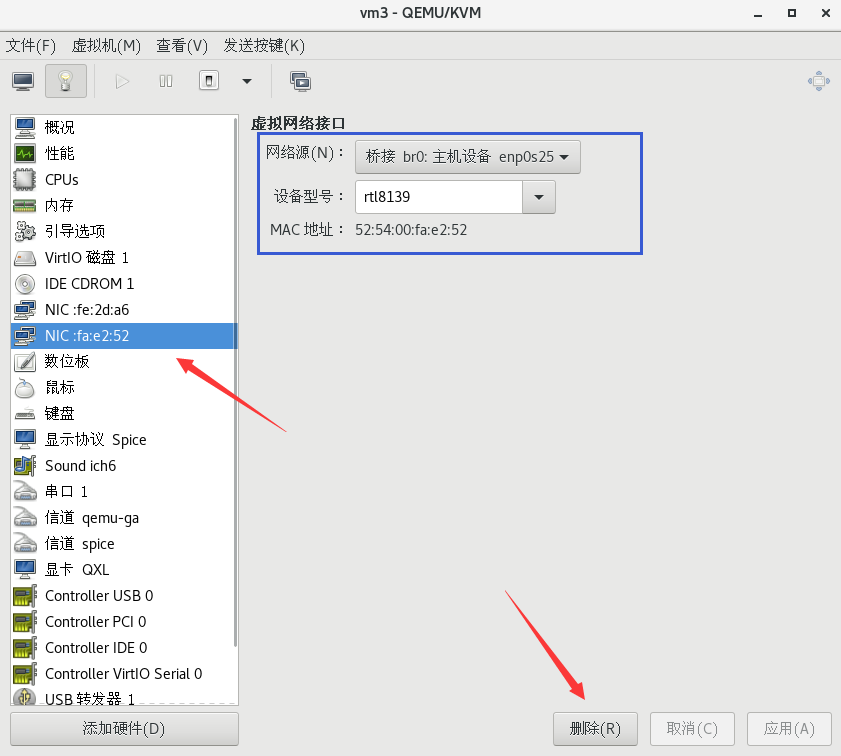 vm3 - QEMU/KVM
文件(F) 虚拟机(M) 查看(V) 发送按键(K)
概况
性能
CPUs
内存
引导选项
VirtIO 磁盘 1
IDE CDROM 1
NIC :fe:2d:a6
NIC :fa:e2:52
数位板
鼠标
键盘
显示协议 Spice
Sound ich6
串口 1
信道 qemu-ga
信道 spice
显卡 QXL
Controller USB 0
Controller PCI 0
Controller IDE 0
Controller VirtIO Serial 0
USB 转发器 1
添加硬件(D)
虚拟网络接口
网络源(N)： 桥接 br0: 主机设备 enp0s25
设备型号： rtl8139
MAC 地址： 52:54:00:fa:e2:52
删除(R) 取消(C) 应用(A)